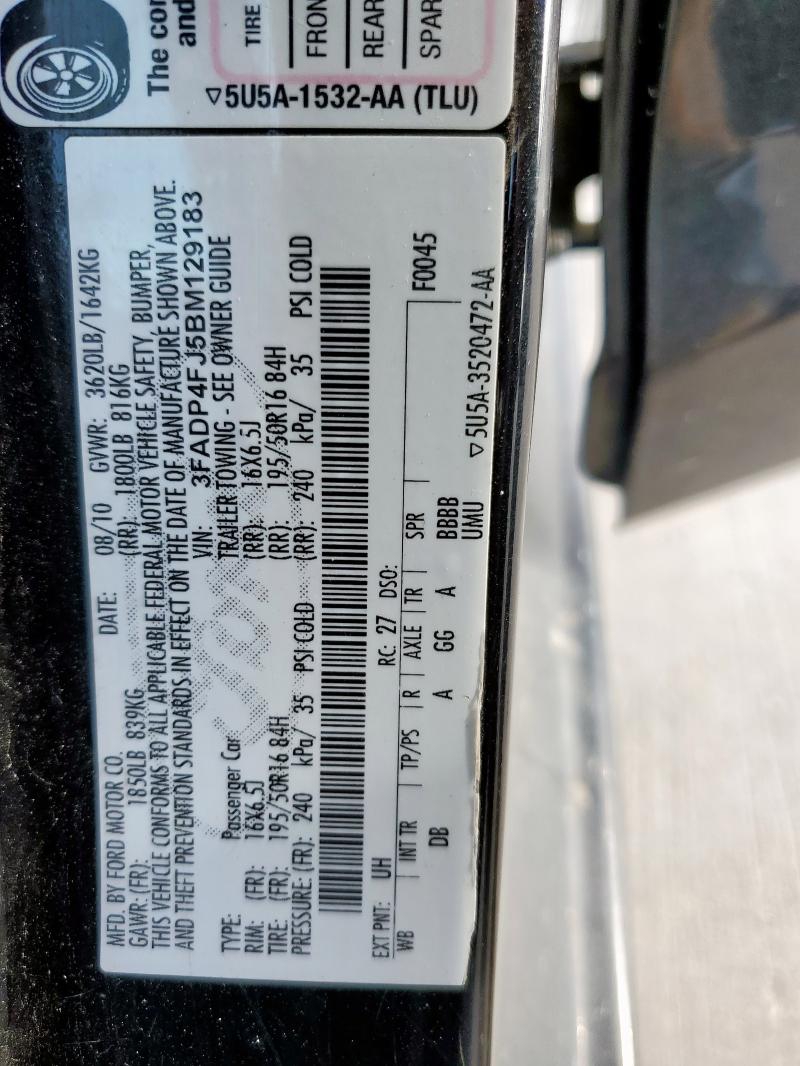 The con
and
TIRE
FRON
REAR
SPAR
▽5U5A-1532-AA (TLU)
MFD. BY FORD MOTOR CO. DATE: 08/10 GVWR: 3620LB/1642KG
GAWR: (FR): 1850LB 839KG (RR): 1800LB 816KG
THIS VEHICLE CONFORMS TO ALL APPLICABLE FEDERAL MOTOR VEHICLE SAFETY, BUMPER,
AND THEFT PREVENTION STANDARDS IN EFFECT ON THE DATE OF MANUFACTURE SHOWN ABOVE.
VIN: 3FADP4FJ5BM129183
TYPE: Passenger Car TRAILER TOWING - SEE OWNER GUIDE
RIM: (FR): 16X6.5J (RR): 16X6.5J
TIRE: (FR): 195/50R16 84H (RR): 195/50R16 84H
PRESSURE: (FR): 240 kPa/ 35 PSI COLD (RR): 240 kPa/ 35 PSI COLD
EXT PNT: UH RC: 27 DSO: F0045
WB INT TR TP/PS R AXLE TR SPR
DB A GG A BBBB
UMU
▽5U5A-3520472-AA